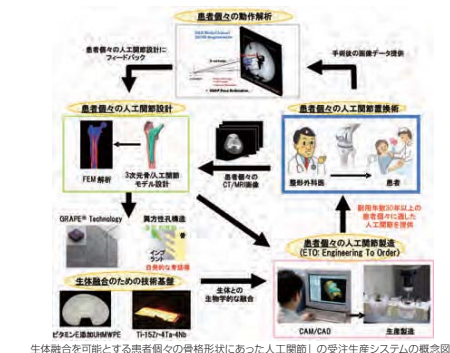 患者個々の動作解析
患者個々の人工関節設計に
フィードバック
手術後の画像データ提供
患者個々の人工関節設計
患者個々の人工関節置換術
FEM 解析
3次元骨/人工関節
モデル設計
患者個々の
CT/MRI画像
整形外科医
患者
GRAPE® Technology
異方性孔構造
骨
インプ
ラント
自発的な骨誘導
耐用年数30年以上の
患者個々に適した
人工関節を提供
患者個々の人工関節製造
(ETO: Engineering To Order)
生体融合のための技術基盤
生体との
生物学的な融合
ビタミンE添加UHMWPE
Ti-15Zr-4Ta-4Nb
CAM/CAO
生産製造
生体融合を可能とする患者個々の骨格形状にあった人工関節」の受注生産システムの概念図